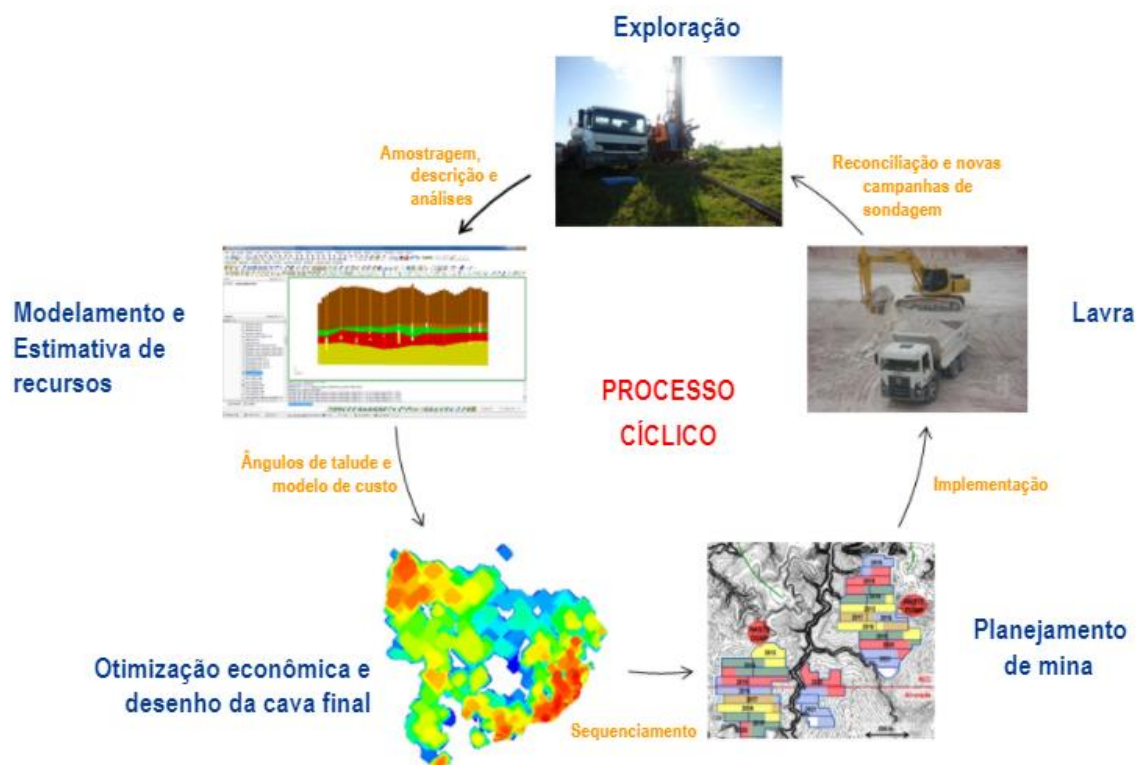 Exploração
Amostragem,
descrição e
análises
Reconciliação e novas
campanhas de
sondagem
Modelamento e
Estimativa de
recursos
Lavra
PROCESSO
CÍCLICO
Ângulos de talude e
modelo de custo
Implementação
Otimização econômica e
desenho da cava final
Sequenciamento
Planejamento
de mina